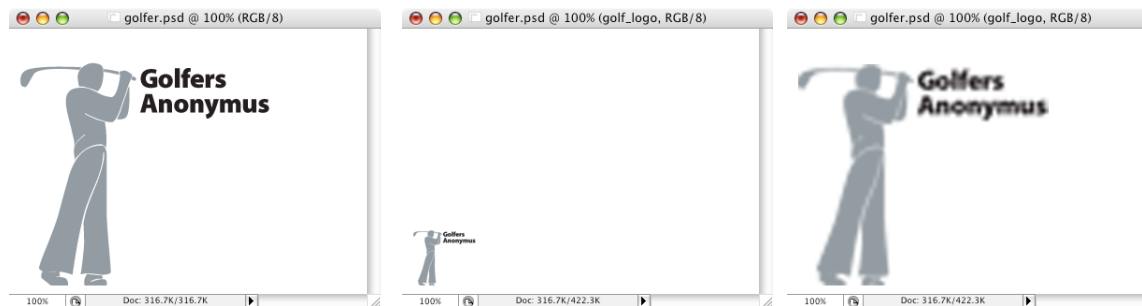 golfer.psd @ 100% (RGB/8)
Golfers
Anonymus
100%
Doc: 316.7K/316.7K
golfer.psd @ 100% (golf_logo, RGB/8)
Golfers
Anonymus
100%
Doc: 316.7K/422.3K
golfer.psd @ 100% (golf_logo, RGB/8)
Golfers
Anonymus
100%
Doc: 316.7K/422.3K